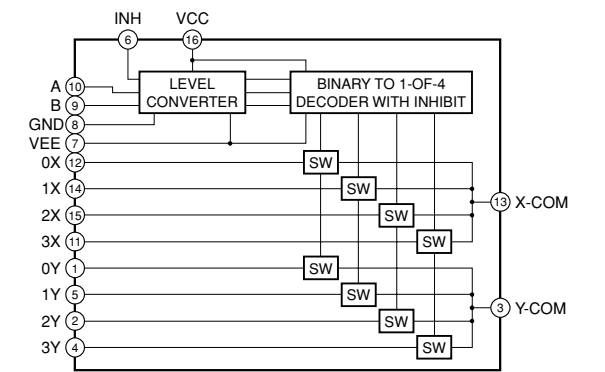 INH VCC
6 16
A 10
B 9
GND 8
VEE 7
LEVEL
CONVERTER
BINARY TO 1-OF-4
DECODER WITH INHIBIT
0X 12 SW
1X 14 SW
13 X-COM
2X 15 SW
3X 11 SW
0Y 1 SW
1Y 5 SW
3 Y-COM
2Y 2 SW
3Y 4 SW